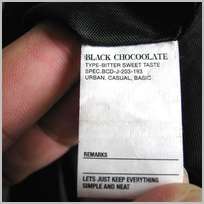 BLACK CHOCOOLATE
TYPE-BITTER SWEET TASTE
SPEC.BCD-J-203-193
URBAN, CASUAL, BASIC.
REMARKS
LETS JUST KEEP EVERYTHING
SIMPLE AND NEAT